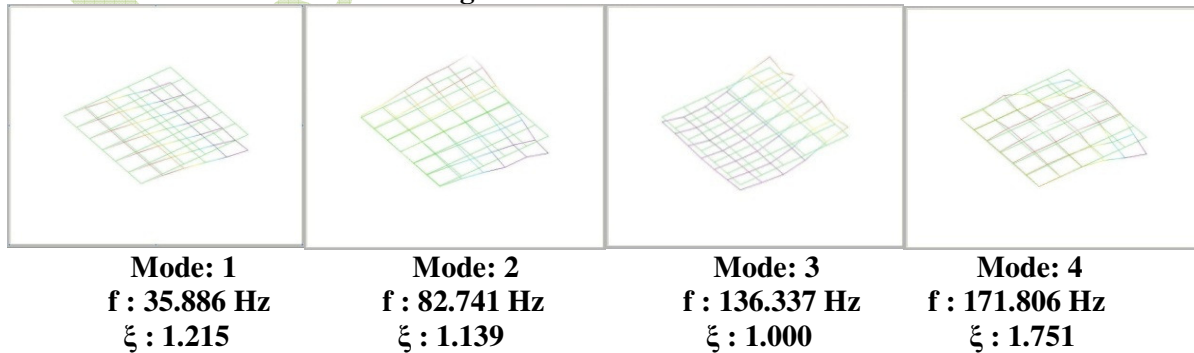 g
Mode: 1 Mode: 2 Mode: 3 Mode: 4
f : 35.886 Hz f : 82.741 Hz f : 136.337 Hz f : 171.806 Hz
ξ : 1.215 ξ : 1.139 ξ : 1.000 ξ : 1.751